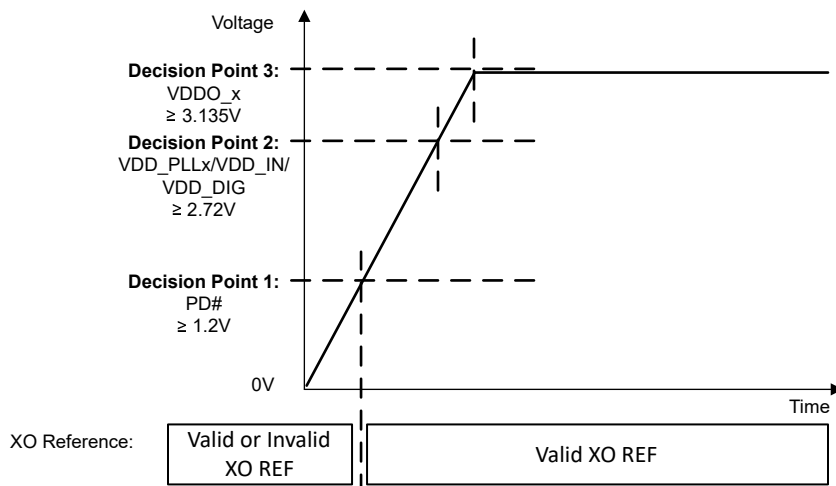 Voltage
Decision Point 3:
VDDO_x
≥ 3.135V
Decision Point 2:
VDD_PLLx/VDD_IN/
VDD_DIG
≥ 2.72V
Decision Point 1:
PD#
≥ 1.2V
0V
Time
XO Reference:
Valid or Invalid
XO REF
Valid XO REF